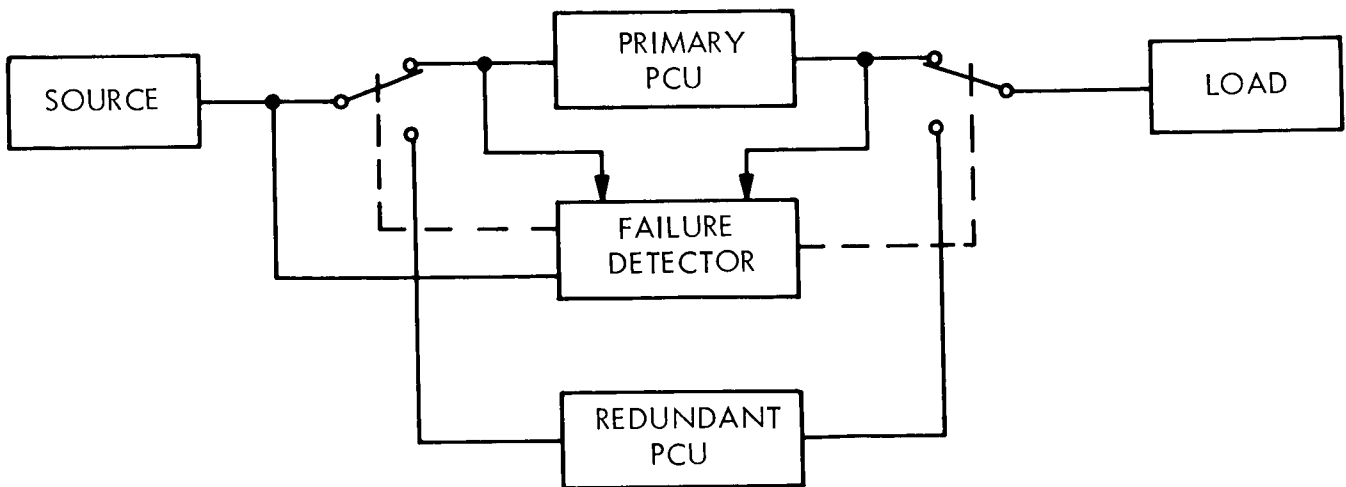 PRIMARY
PCU
SOURCE
LOAD
FAILURE
DETECTOR
REDUNDANT
PCU